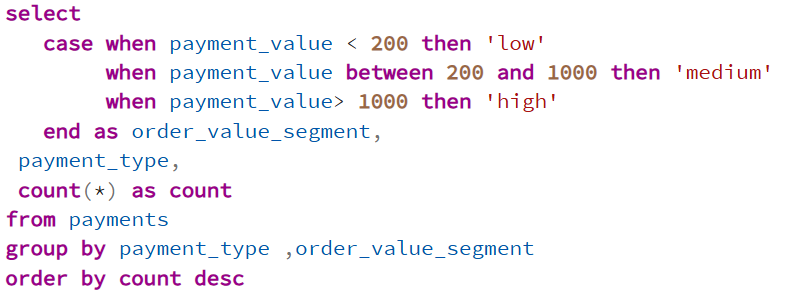 select
   case when payment_value < 200 then 'low'
        when payment_value between 200 and 1000 then 'medium'
        when payment_value> 1000 then 'high'
   end as order_value_segment,
 payment_type,
 count(*) as count
from payments
group by payment_type ,order_value_segment
order by count desc